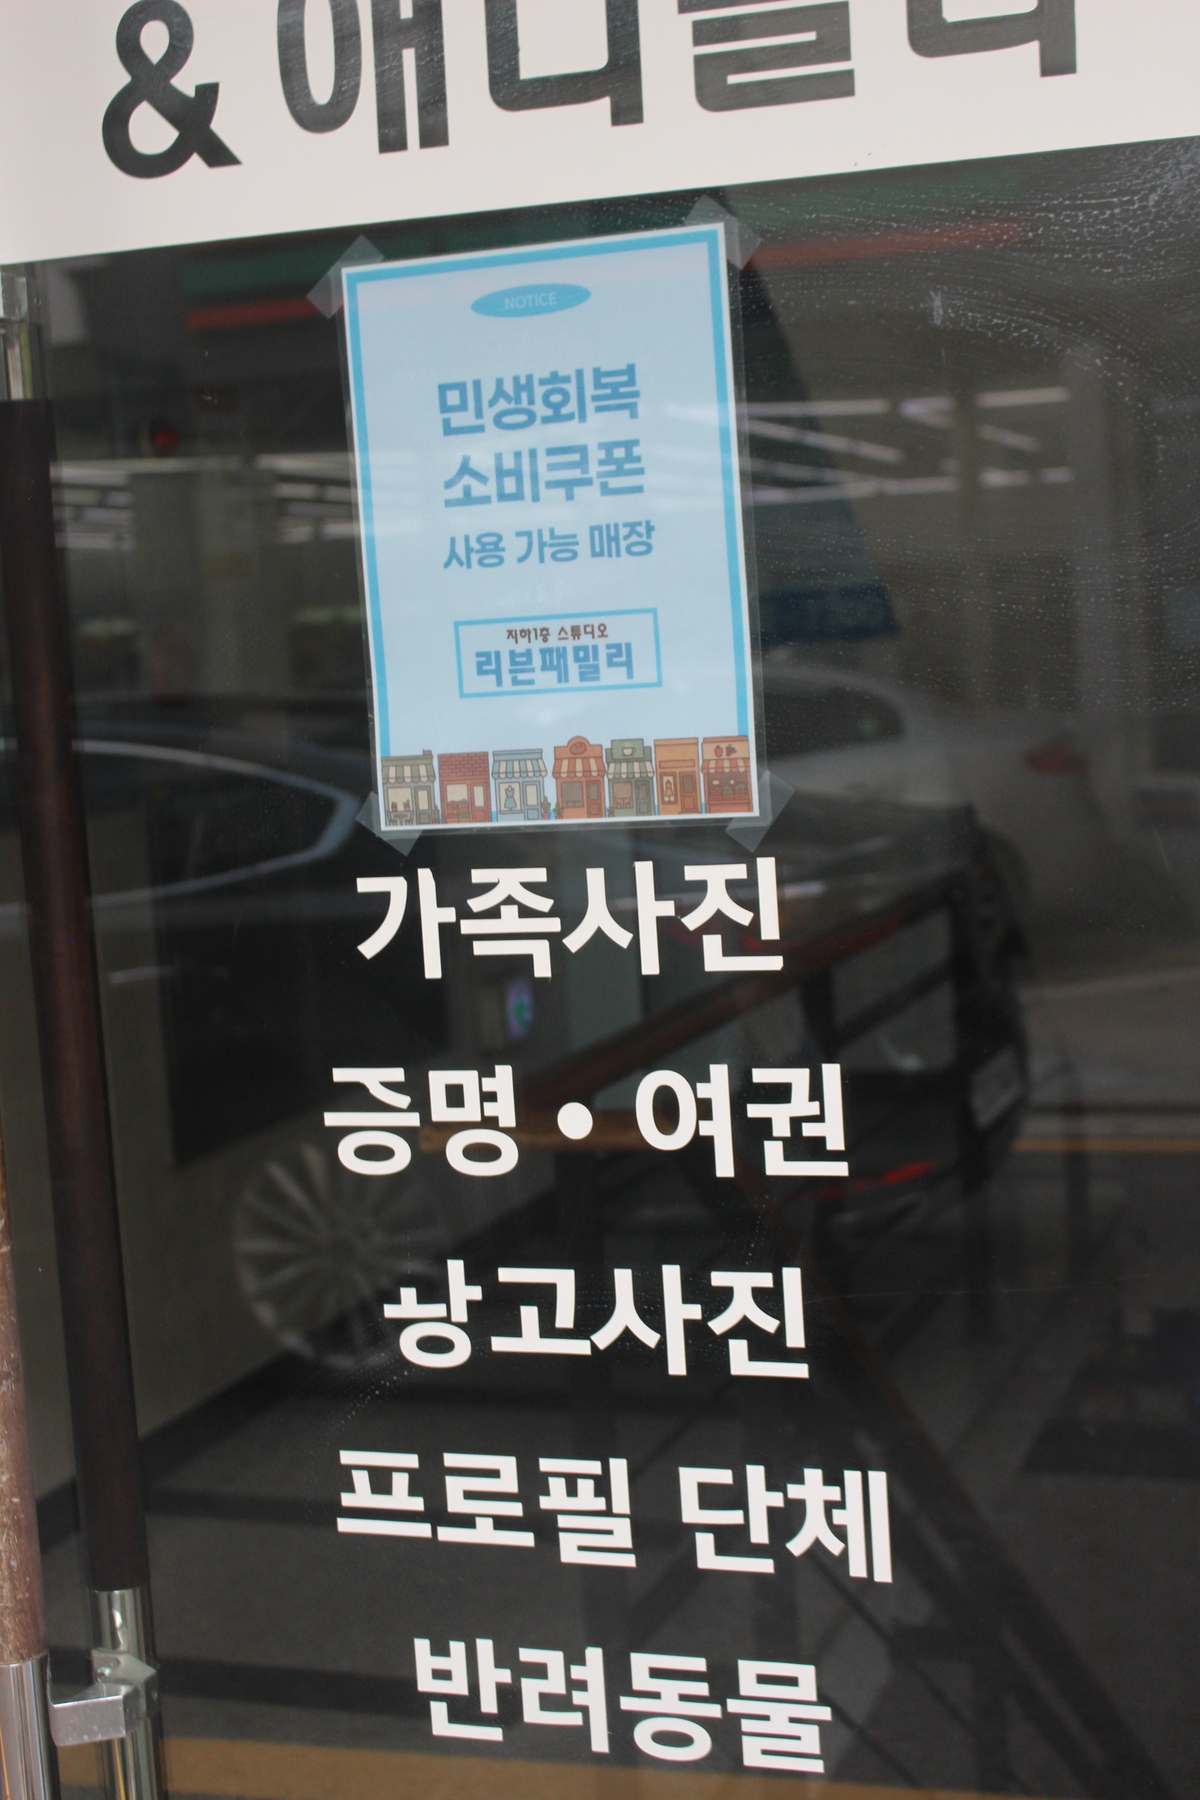 &
NOTICE
민생회복
소비쿠폰
사용 가능 매장
지하1층 스튜디오
리븐패밀리
가족사진
증명 • 여권
광고사진
프로필 단체
반려동물